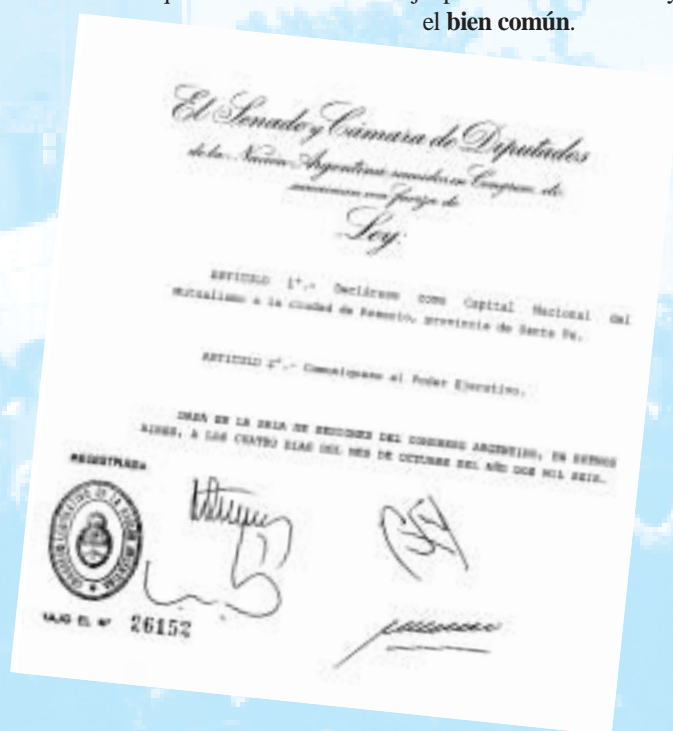 el bien común.
El Senado y Cámara de Diputados
de la Nación Argentina reunidos en Congreso, etc.
sancionan con fuerza de
Ley:
ARTICULO 1°.- Declárase como Capital Nacional del
mutualismo a la ciudad de Rosario, provincia de Santa Fe.
ARTICULO 2°.- Comuníquese al Poder Ejecutivo.
DADA EN LA SALA DE SESIONES DEL CONGRESO ARGENTINO, EN BUENOS
AIRES, A LOS CUATRO DIAS DEL MES DE OCTUBRE DEL AÑO DOS MIL SEIS.
REGISTRADA
BAJO EL N° 26152